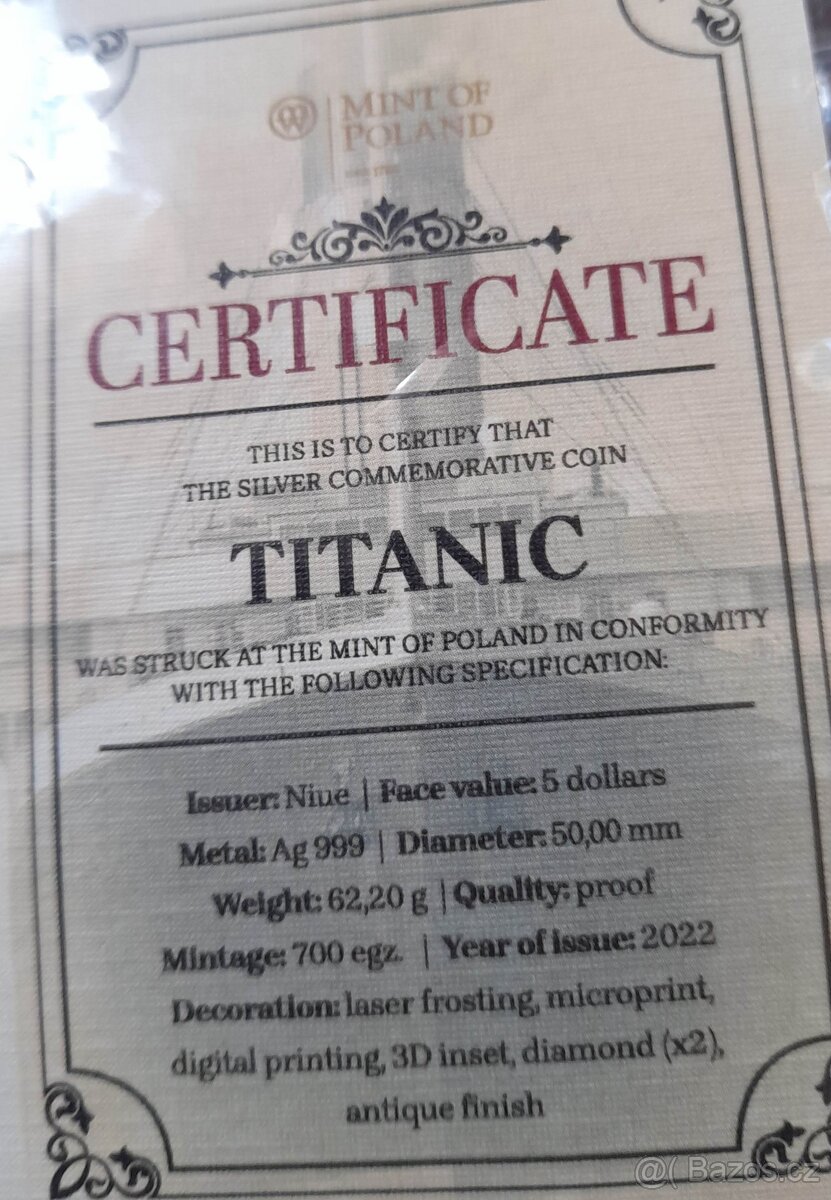 MINT OF
POLAND
CERTIFICATE
THIS IS TO CERTIFY THAT
THE SILVER COMMEMORATIVE COIN
TITANIC
WAS STRUCK AT THE MINT OF POLAND IN CONFORMITY
WITH THE FOLLOWING SPECIFICATION:
Issuer: Niue | Face value: 5 dollars
Metal: Ag 999 | Diameter: 50,00 mm
Weight: 62,20 g | Quality: proof
Mintage: 700 egz. | Year of issue: 2022
Decoration: laser frosting, microprint,
digital printing, 3D inset, diamond (x2),
antique finish
@( Bazos.cz